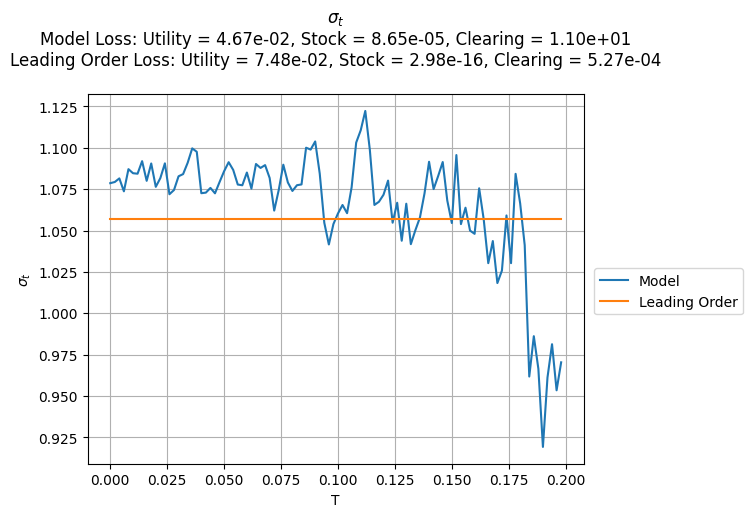 σt
Model Loss: Utility = 4.67e-02, Stock = 8.65e-05, Clearing = 1.10e+01
Leading Order Loss: Utility = 7.48e-02, Stock = 2.98e-16, Clearing = 5.27e-04
1.125
1.100
1.075
1.050
1.025
1.000
0.975
0.950
0.925
σt
0.000 0.025 0.050 0.075 0.100 0.125 0.150 0.175 0.200
T
Model
Leading Order